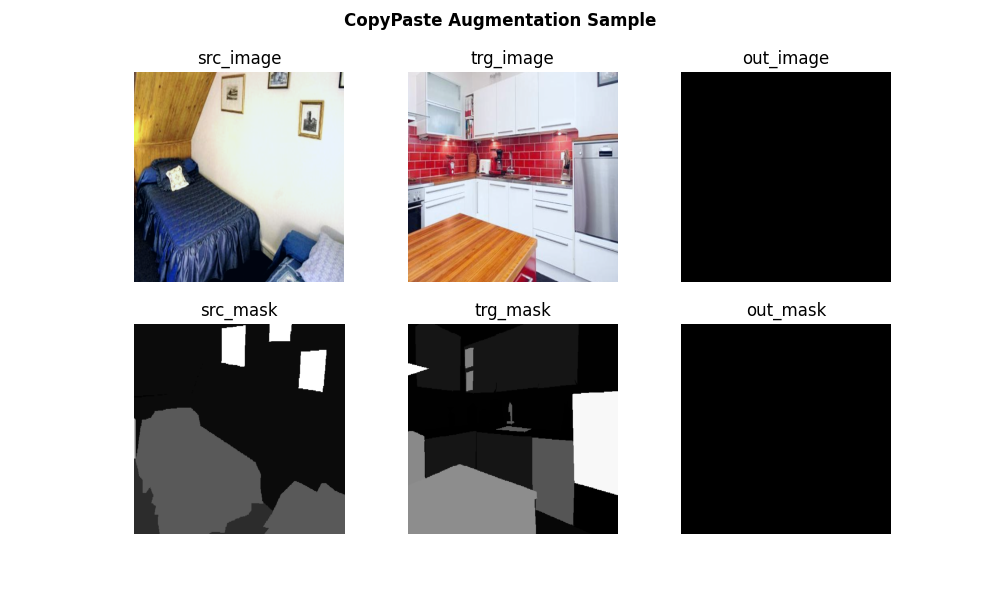 CopyPaste Augmentation Sample
src_image
trg_image
out_image
src_mask
trg_mask
out_mask